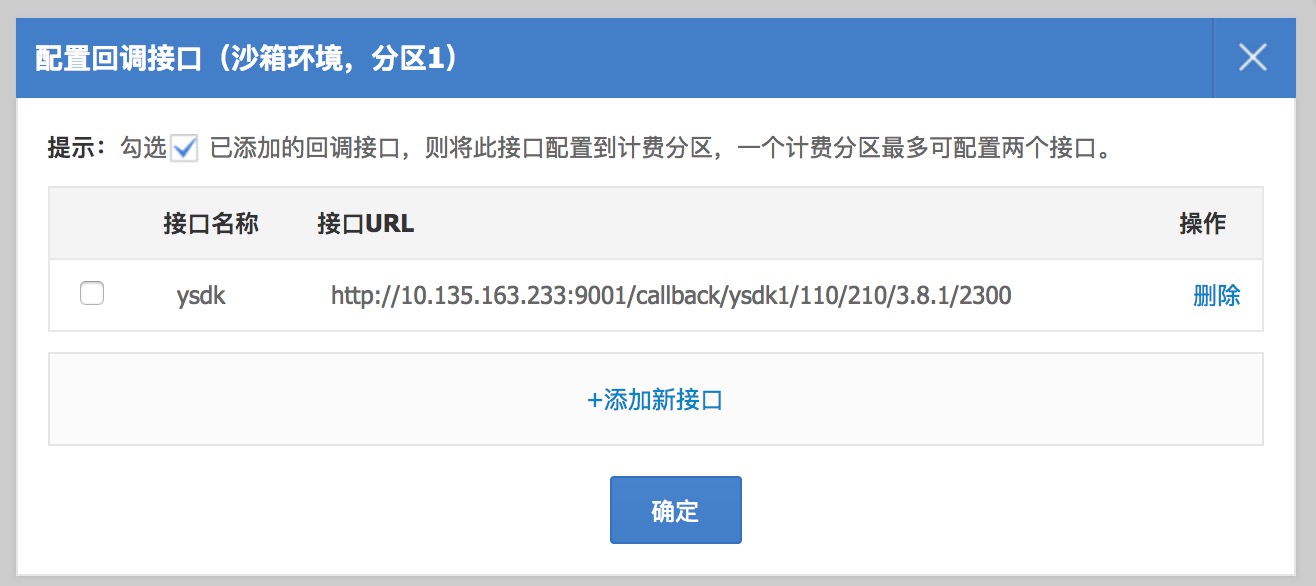 配置回调接口（沙箱环境，分区1）
提示：勾选 已添加的回调接口，则将此接口配置到计费分区，一个计费分区最多可配置两个接口。
接口名称 接口URL 操作
ysdk http://10.135.163.233:9001/callback/ysdk1/110/210/3.8.1/2300 删除
+添加新接口
确定